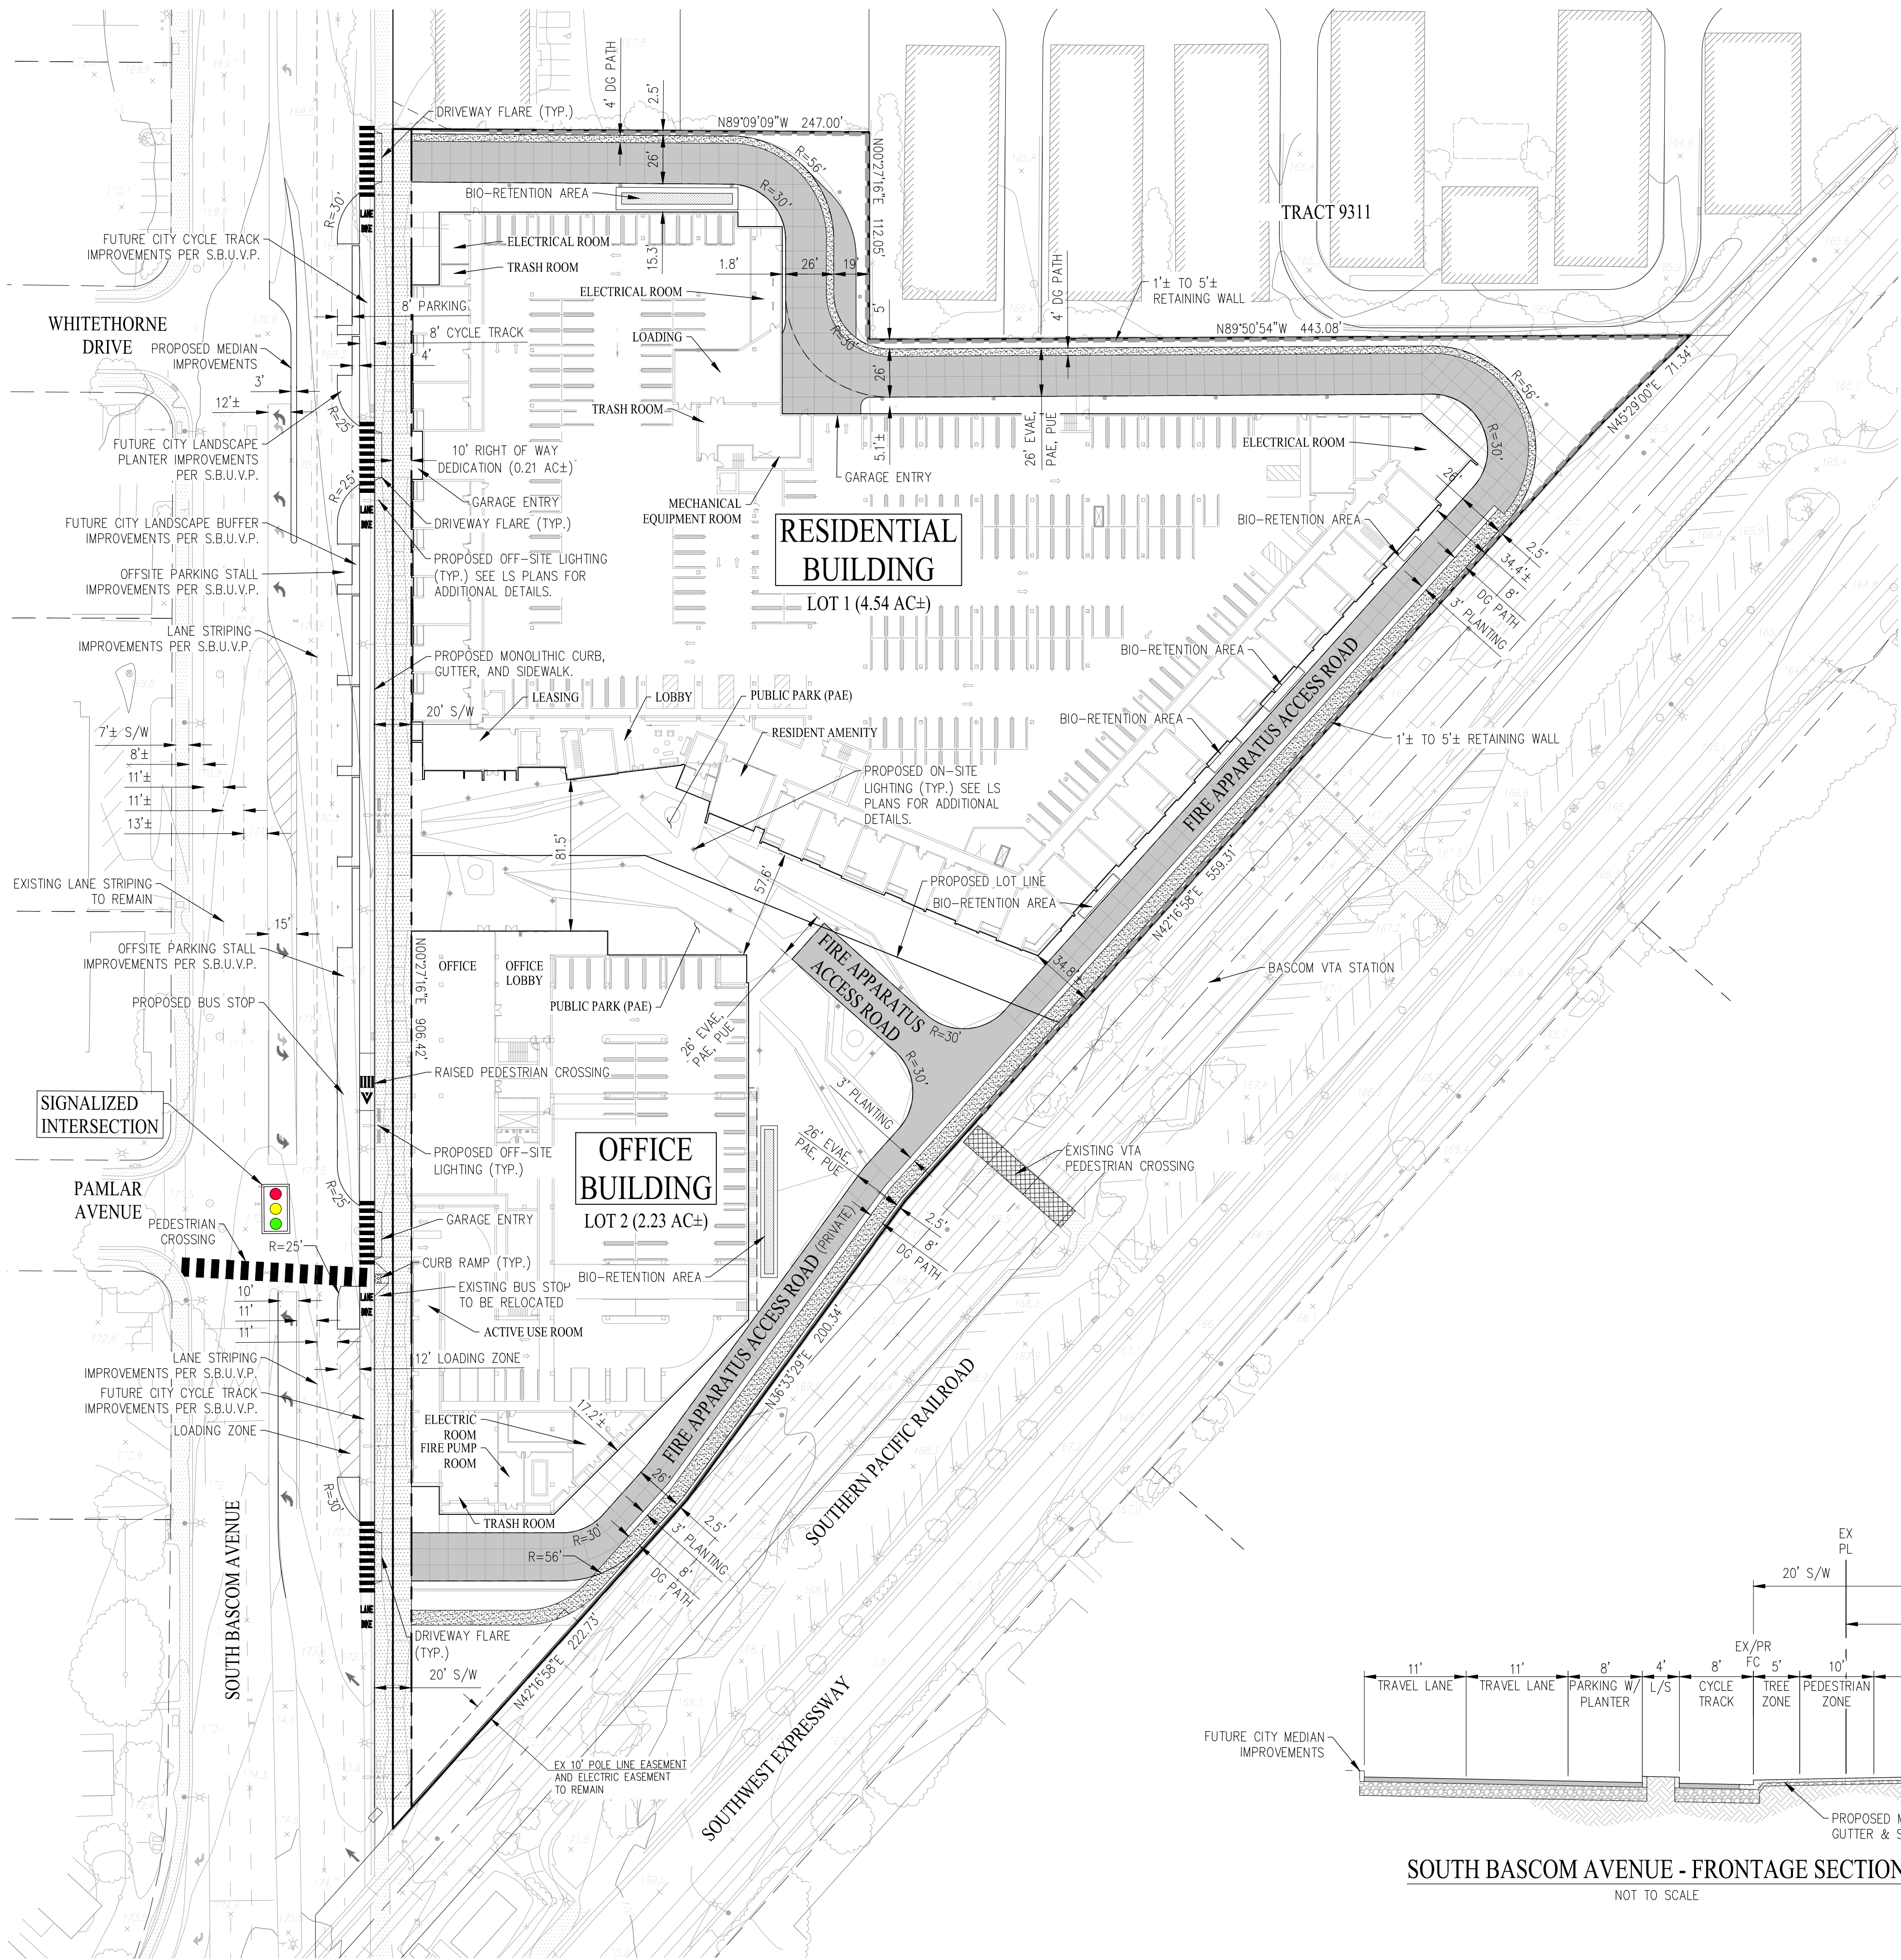 4' DG PATH
2.5'
DRIVEWAY FLARE (TYP.)
N89°09'09"W 247.00'
R=56'
26'
R=30'
BIO-RETENTION AREA
N00°27'16"E 112.05'
TRACT 9311
R=30'
LANE
BIKE
FUTURE CITY CYCLE TRACK
IMPROVEMENTS PER S.B.U.V.P.
ELECTRICAL ROOM
TRASH ROOM
15.3'
1.8'
26'
19'
ELECTRICAL ROOM
4' DG PATH
1'± TO 5'±
RETAINING WALL
8' PARKING
5'
WHITETHORNE
DRIVE
8' CYCLE TRACK
LOADING
N89°50'54"W 443.08'
PROPOSED MEDIAN
IMPROVEMENTS
4'
R=30'
71.34'
3'
26'
R=56'
12'±
R=25'
TRASH ROOM
N45°29'00"E
FUTURE CITY LANDSCAPE
PLANTER IMPROVEMENTS
PER S.B.U.V.P.
10' RIGHT OF WAY
DEDICATION (0.21 AC±)
5.1'±
26' EVAE,
PAE, PUE
ELECTRICAL ROOM
R=30'
GARAGE ENTRY
R=25'
GARAGE ENTRY
MECHANICAL
EQUIPMENT ROOM
26'
LANE
BIKE
FUTURE CITY LANDSCAPE BUFFER
IMPROVEMENTS PER S.B.U.V.P.
DRIVEWAY FLARE (TYP.)
RESIDENTIAL
BUILDING
LOT 1 (4.54 AC±)
BIO-RETENTION AREA
2.5'
34.4'±
8'
DG PATH
3' PLANTING
OFFSITE PARKING STALL
IMPROVEMENTS PER S.B.U.V.P.
PROPOSED OFF-SITE LIGHTING
(TYP.) SEE LS PLANS FOR
ADDITIONAL DETAILS.
LANE STRIPING
IMPROVEMENTS PER S.B.U.V.P.
PROPOSED MONOLITHIC CURB,
GUTTER, AND SIDEWALK.
BIO-RETENTION AREA
FIRE APPARATUS ACCESS ROAD
LEASING
LOBBY
PUBLIC PARK (PAE)
20' S/W
RESIDENT AMENITY
BIO-RETENTION AREA
1'± TO 5'± RETAINING WALL
7'± S/W
8'±
11'±
11'±
13'±
PROPOSED ON-SITE
LIGHTING (TYP.) SEE LS
PLANS FOR ADDITIONAL
DETAILS.
81.5'
57.6'
N42°16'58"E 559.31'
EXISTING LANE STRIPING
TO REMAIN
PROPOSED LOT LINE
BIO-RETENTION AREA
15'
OFFSITE PARKING STALL
IMPROVEMENTS PER S.B.U.V.P.
N00°27'16"E 906.42'
OFFICE
OFFICE
LOBBY
FIRE APPARATUS
ACCESS ROAD
34.8'±
BASCOM VTA STATION
PROPOSED BUS STOP
PUBLIC PARK (PAE)
26' EVAE,
PAE, PUE
R=30'
R=30'
RAISED PEDESTRIAN CROSSING
SIGNALIZED
INTERSECTION
3' PLANTING
PROPOSED OFF-SITE
LIGHTING (TYP.)
OFFICE
BUILDING
LOT 2 (2.23 AC±)
26' EVAE,
PAE, PUE
EXISTING VTA
PEDESTRIAN CROSSING
PAMLAR
AVENUE
R=25'
GARAGE ENTRY
PEDESTRIAN
CROSSING
R=25'
2.5'
8'
DG PATH
CURB RAMP (TYP.)
BIO-RETENTION AREA
EXISTING BUS STOP
TO BE RELOCATED
10'
11'
11'
LANE
BIKE
ACTIVE USE ROOM
FIRE APPARATUS ACCESS ROAD (PRIVATE)
N36°33'29"E 200.34'
LANE STRIPING
IMPROVEMENTS PER S.B.U.V.P.
12' LOADING ZONE
FUTURE CITY CYCLE TRACK
IMPROVEMENTS PER S.B.U.V.P.
LOADING ZONE
17.2'±
ELECTRIC
ROOM
FIRE PUMP
ROOM
SOUTHERN PACIFIC RAILROAD
26'
R=30'
TRASH ROOM
2.5'
3' PLANTING
8'
DG PATH
R=30'
R=56'
SOUTH BASCOM AVENUE
LANE
BIKE
DRIVEWAY FLARE
(TYP.)
20' S/W
N42°16'58"E 222.73'
SOUTHWEST EXPRESSWAY
EX 10' POLE LINE EASEMENT
AND ELECTRIC EASEMENT
TO REMAIN
EX
PL
20' S/W
EX/PR
FC
11'
TRAVEL LANE
11'
TRAVEL LANE
8'
PARKING W/
PLANTER
4'
L/S
8'
CYCLE
TRACK
5'
TREE
ZONE
10'
PEDESTRIAN
ZONE
FUTURE CITY MEDIAN
IMPROVEMENTS
PROPOSED
GUTTER &
SOUTH BASCOM AVENUE - FRONTAGE SECTION
NOT TO SCALE